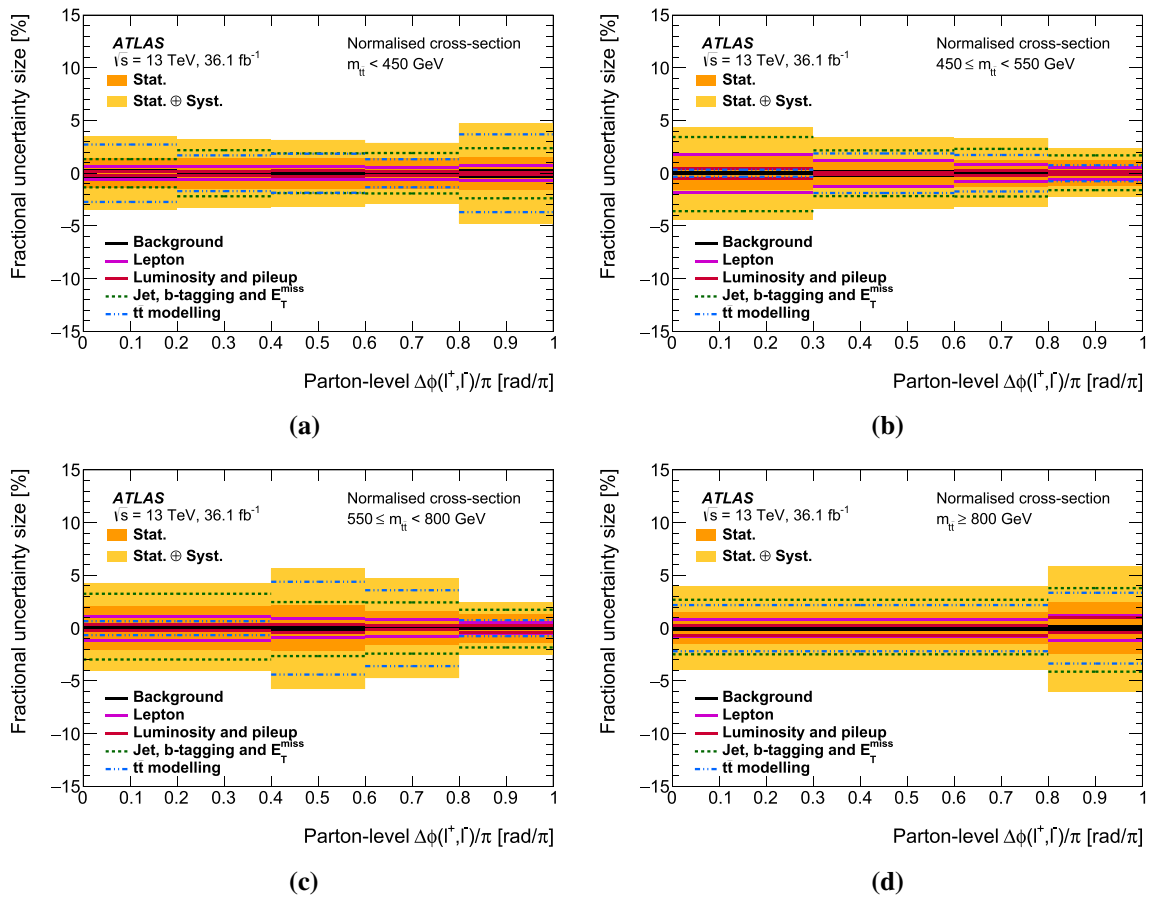 Fractional uncertainty size [%]
15
10
5
0
−5
−10
−15
ATLAS
√s = 13 TeV, 36.1 fb⁻¹
Stat.
Stat. ⊕ Syst.
Normalised cross-section
m_tt̄ < 450 GeV
Background
Lepton
Luminosity and pileup
Jet, b-tagging and E_T^miss
tt̄ modelling
0 0.1 0.2 0.3 0.4 0.5 0.6 0.7 0.8 0.9 1
Parton-level Δϕ(l⁺,l⁻)/π [rad/π]
(a)
Fractional uncertainty size [%]
15
10
5
0
−5
−10
−15
ATLAS
√s = 13 TeV, 36.1 fb⁻¹
Stat.
Stat. ⊕ Syst.
Normalised cross-section
450 ≤ m_tt̄ < 550 GeV
Background
Lepton
Luminosity and pileup
Jet, b-tagging and E_T^miss
tt̄ modelling
0 0.1 0.2 0.3 0.4 0.5 0.6 0.7 0.8 0.9 1
Parton-level Δϕ(l⁺,l⁻)/π [rad/π]
(b)
Fractional uncertainty size [%]
15
10
5
0
−5
−10
−15
ATLAS
√s = 13 TeV, 36.1 fb⁻¹
Stat.
Stat. ⊕ Syst.
Normalised cross-section
550 ≤ m_tt̄ < 800 GeV
Background
Lepton
Luminosity and pileup
Jet, b-tagging and E_T^miss
tt̄ modelling
0 0.1 0.2 0.3 0.4 0.5 0.6 0.7 0.8 0.9 1
Parton-level Δϕ(l⁺,l⁻)/π [rad/π]
(c)
Fractional uncertainty size [%]
15
10
5
0
−5
−10
−15
ATLAS
√s = 13 TeV, 36.1 fb⁻¹
Stat.
Stat. ⊕ Syst.
Normalised cross-section
m_tt̄ ≥ 800 GeV
Background
Lepton
Luminosity and pileup
Jet, b-tagging and E_T^miss
tt̄ modelling
0 0.1 0.2 0.3 0.4 0.5 0.6 0.7 0.8 0.9 1
Parton-level Δϕ(l⁺,l⁻)/π [rad/π]
(d)